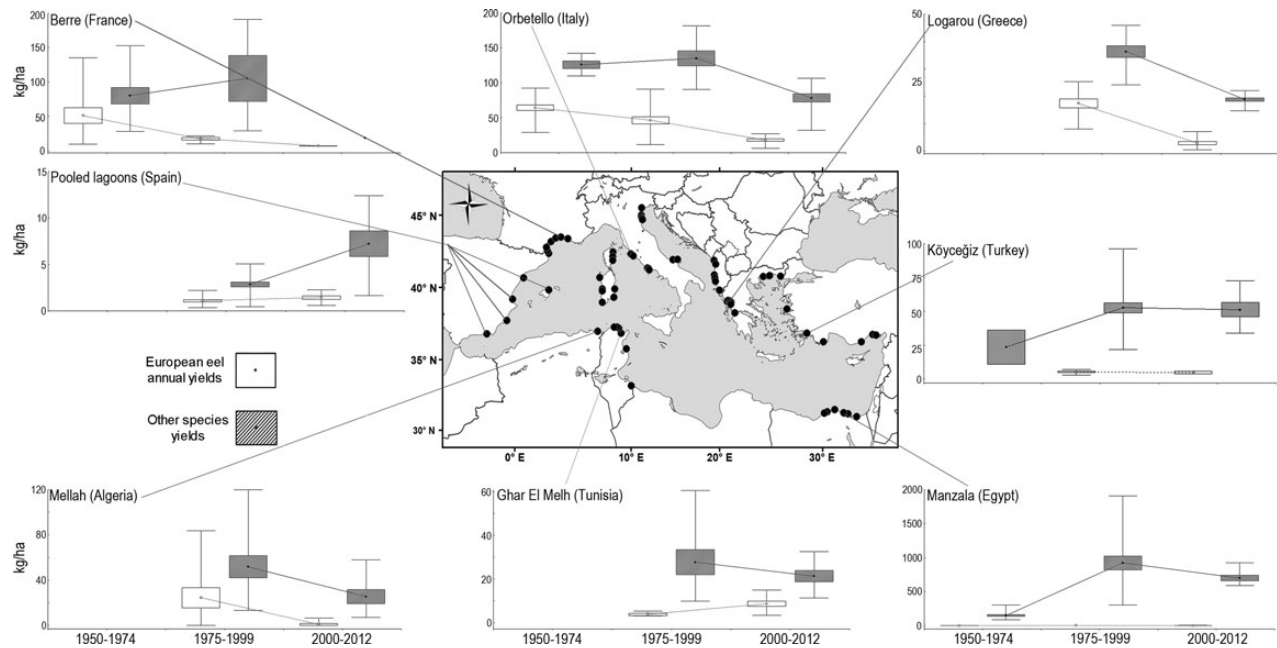 Berre (France)
200
150
100
50
0
kg/ha
Orbetello (Italy)
200
150
100
50
0
Logarou (Greece)
50
25
0
Pooled lagoons (Spain)
15
10
5
0
kg/ha
45° N
40° N
35° N
30° N
0° E
10° E
20° E
30° E
Köyceğiz (Turkey)
100
75
50
25
0
European eel
annual yields
Other species
yields
Mellah (Algeria)
120
80
40
0
kg/ha
1950-1974
1975-1999
2000-2012
Ghar El Melh (Tunisia)
60
40
20
0
1950-1974
1975-1999
2000-2012
Manzala (Egypt)
2000
1500
1000
500
0
1950-1974
1975-1999
2000-2012